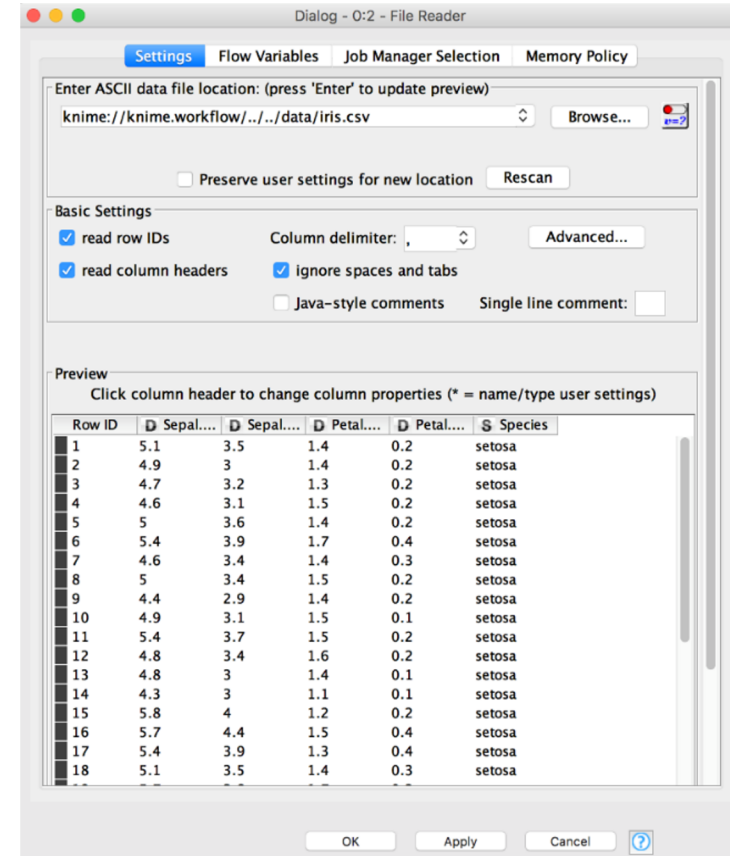 Dialog - 0:2 - File Reader
Settings Flow Variables Job Manager Selection Memory Policy
Enter ASCII data file location: (press 'Enter' to update preview)
knime://knime.workflow/../../data/iris.csv Browse... v=?
Preserve user settings for new location Rescan
Basic Settings
read row IDs Column delimiter: , Advanced...
read column headers ignore spaces and tabs
Java-style comments Single line comment:
Preview
Click column header to change column properties (* = name/type user settings)
Row ID D Sepal.... D Sepal.... D Petal.... D Petal.... S Species
1 5.1 3.5 1.4 0.2 setosa
2 4.9 3 1.4 0.2 setosa
3 4.7 3.2 1.3 0.2 setosa
4 4.6 3.1 1.5 0.2 setosa
5 5 3.6 1.4 0.2 setosa
6 5.4 3.9 1.7 0.4 setosa
7 4.6 3.4 1.4 0.3 setosa
8 5 3.4 1.5 0.2 setosa
9 4.4 2.9 1.4 0.2 setosa
10 4.9 3.1 1.5 0.1 setosa
11 5.4 3.7 1.5 0.2 setosa
12 4.8 3.4 1.6 0.2 setosa
13 4.8 3 1.4 0.1 setosa
14 4.3 3 1.1 0.1 setosa
15 5.8 4 1.2 0.2 setosa
16 5.7 4.4 1.5 0.4 setosa
17 5.4 3.9 1.3 0.4 setosa
18 5.1 3.5 1.4 0.3 setosa
OK Apply Cancel ?